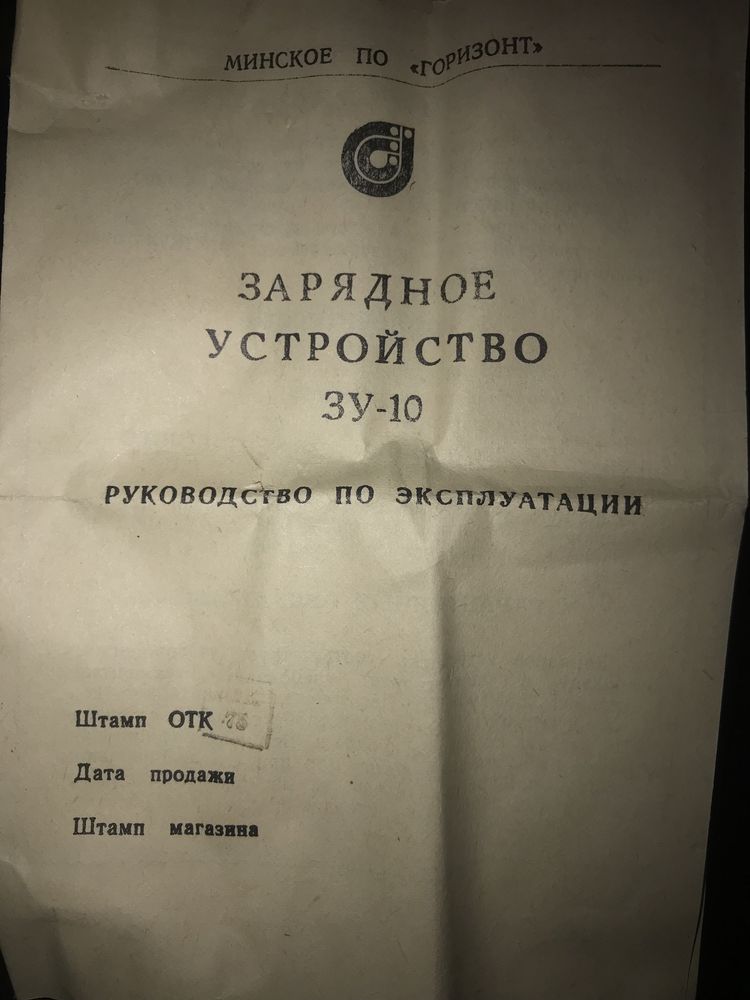 МИНСКОЕ ПО «ГОРИЗОНТ»
ЗАРЯДНОЕ
УСТРОЙСТВО
ЗУ-10
РУКОВОДСТВО ПО ЭКСПЛУАТАЦИИ
Штамп ОТК
Дата продажи
Штамп магазина